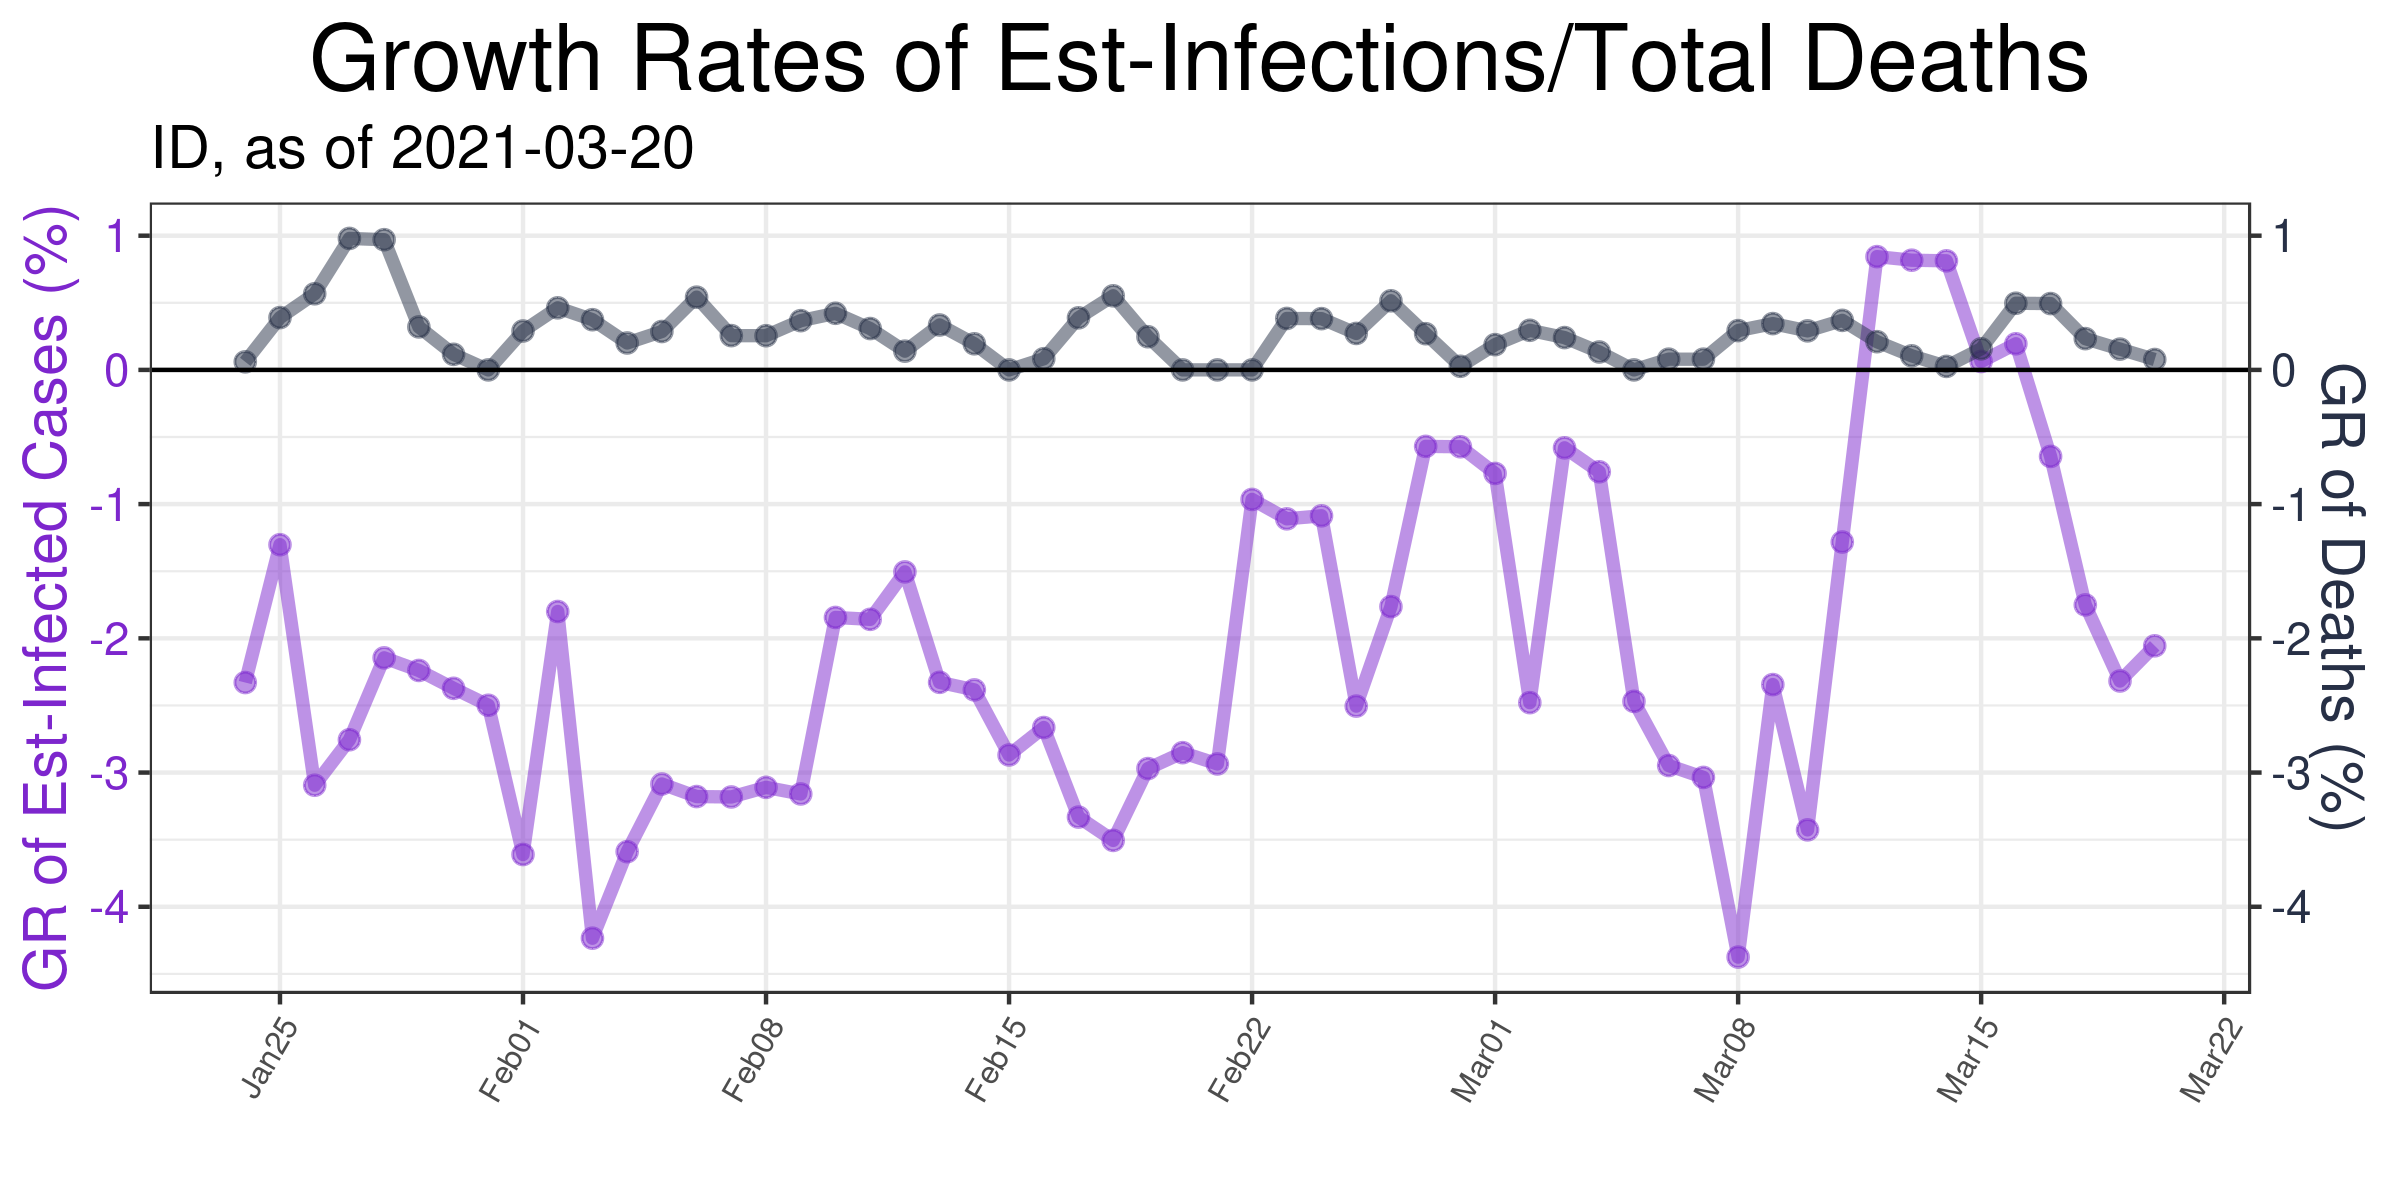 Growth Rates of Est-Infections/Total Deaths
ID, as of 2021-03-20
GR of Est-Infected Cases (%)
1
0
-1
-2
-3
-4
1
0
-1
-2
-3
-4
GR of Deaths (%)
Jan25
Feb01
Feb08
Feb15
Feb22
Mar01
Mar08
Mar15
Mar22